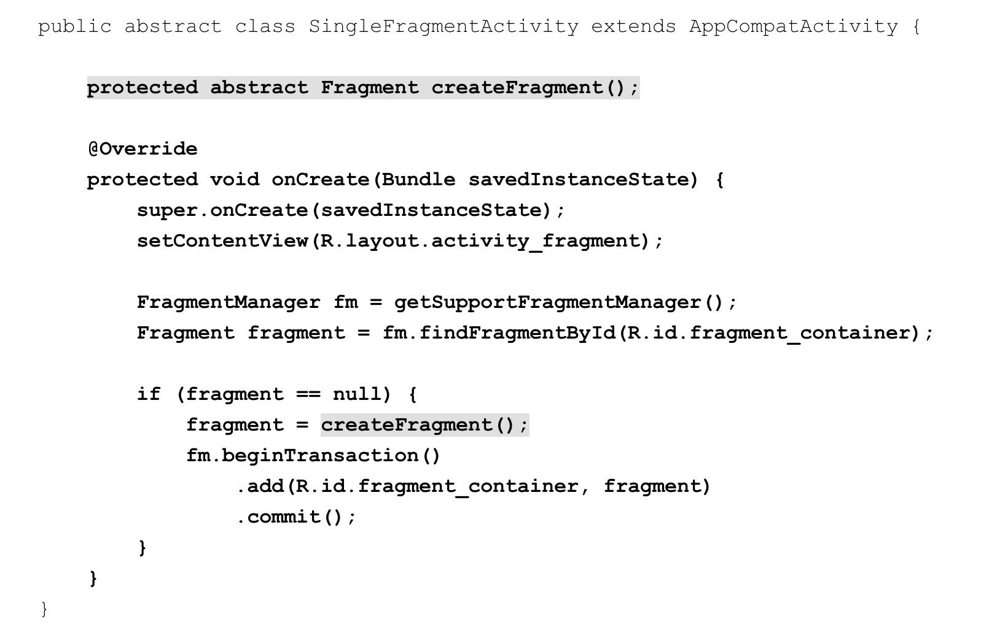 public abstract class SingleFragmentActivity extends AppCompatActivity {
protected abstract Fragment createFragment();
@Override
protected void onCreate(Bundle savedInstanceState) {
super.onCreate(savedInstanceState);
setContentView(R.layout.activity_fragment);
FragmentManager fm = getSupportFragmentManager();
Fragment fragment = fm.findFragmentById(R.id.fragment_container);
if (fragment == null) {
fragment = createFragment();
fm.beginTransaction()
.add(R.id.fragment_container, fragment)
.commit();
}
}
}